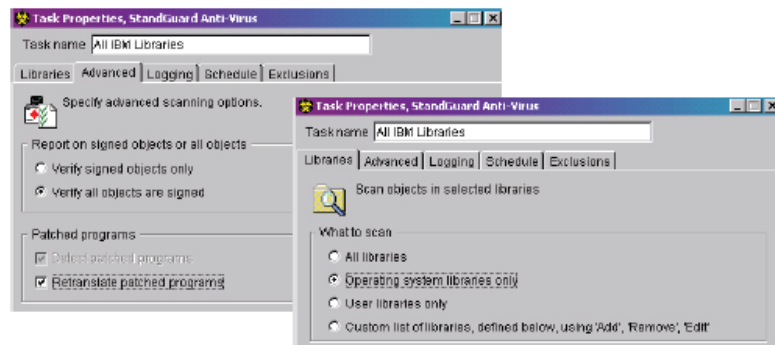 Task Properties, StandGuard Anti-Virus
Task name All IBM Libraries
Libraries Advanced Logging Schedule Exclusions
Specify advanced scanning options.
Report on signed objects or all objects
Verify signed objects only
Verify all objects are signed
Patched programs
Detect patched programs
Retranslate patched programs
Task Properties, StandGuard Anti-Virus
Task name All IBM Libraries
Libraries Advanced Logging Schedule Exclusions
Scan objects in selected libraries
What to scan
All libraries
Operating system libraries only
User libraries only
Custom list of libraries, defined below, using 'Add', 'Remove', 'Edit'